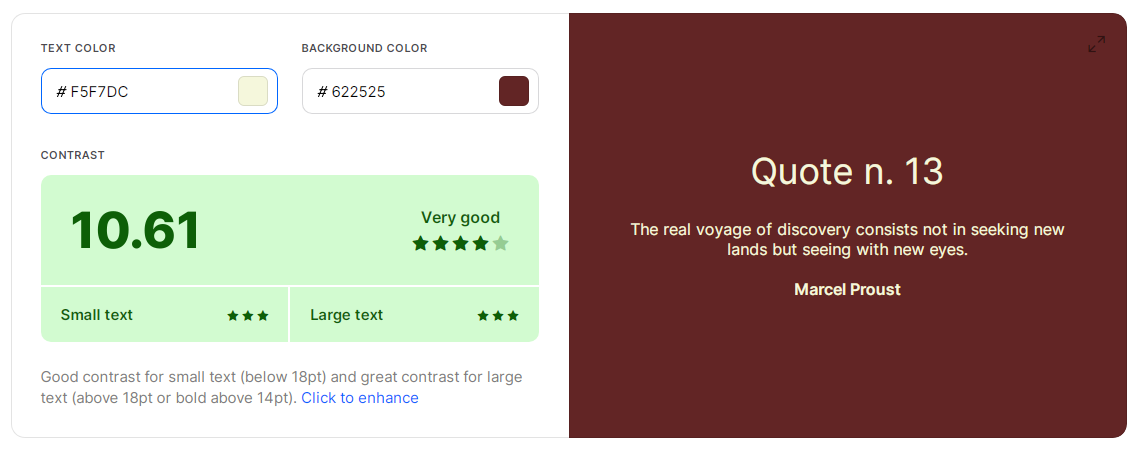 TEXT COLOR
BACKGROUND COLOR
# F5F7DC
# 622525
CONTRAST
10.61
Very good
Small text
Large text
Good contrast for small text (below 18pt) and great contrast for large
text (above 18pt or bold above 14pt). Click to enhance
Quote n. 13
The real voyage of discovery consists not in seeking new
lands but seeing with new eyes.
Marcel Proust